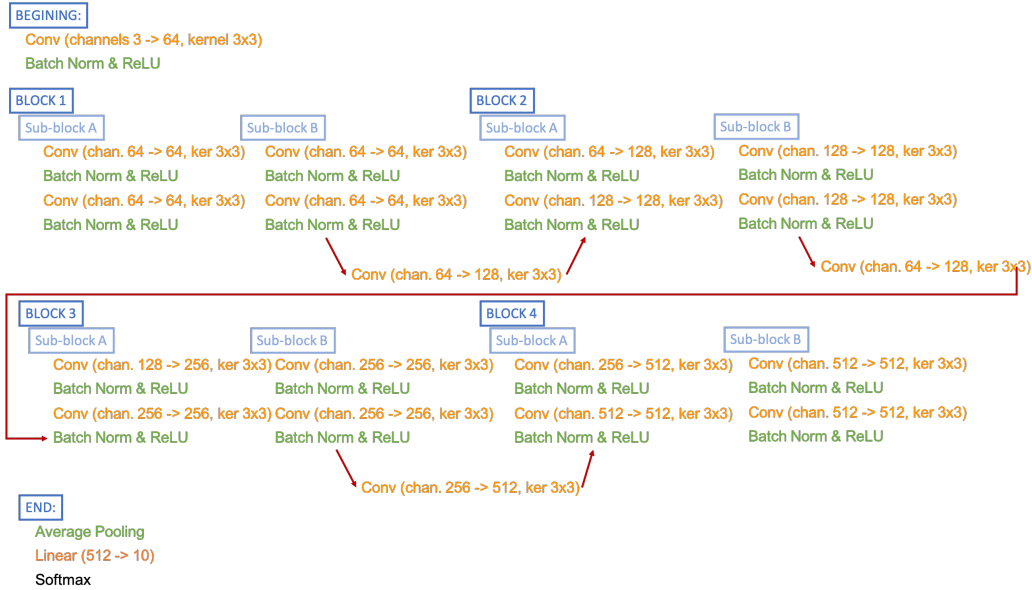 BEGINING:
Conv (channels 3 -> 64, kernel 3x3)
Batch Norm & ReLU
BLOCK 1
Sub-block A
Conv (chan. 64 -> 64, ker 3x3)
Batch Norm & ReLU
Conv (chan. 64 -> 64, ker 3x3)
Batch Norm & ReLU
Sub-block B
Conv (chan. 64 -> 64, ker 3x3)
Batch Norm & ReLU
Conv (chan. 64 -> 64, ker 3x3)
Batch Norm & ReLU
Conv (chan. 64 -> 128, ker 3x3)
BLOCK 2
Sub-block A
Conv (chan. 64 -> 128, ker 3x3)
Batch Norm & ReLU
Conv (chan. 128 -> 128, ker 3x3)
Batch Norm & ReLU
Sub-block B
Conv (chan. 128 -> 128, ker 3x3)
Batch Norm & ReLU
Conv (chan. 128 -> 128, ker 3x3)
Batch Norm & ReLU
Conv (chan. 64 -> 128, ker 3x3)
BLOCK 3
Sub-block A
Conv (chan. 128 -> 256, ker 3x3)
Batch Norm & ReLU
Conv (chan. 256 -> 256, ker 3x3)
Batch Norm & ReLU
Sub-block B
Conv (chan. 256 -> 256, ker 3x3)
Batch Norm & ReLU
Conv (chan. 256 -> 256, ker 3x3)
Batch Norm & ReLU
Conv (chan. 256 -> 512, ker 3x3)
BLOCK 4
Sub-block A
Conv (chan. 256 -> 512, ker 3x3)
Batch Norm & ReLU
Conv (chan. 512 -> 512, ker 3x3)
Batch Norm & ReLU
Sub-block B
Conv (chan. 512 -> 512, ker 3x3)
Batch Norm & ReLU
Conv (chan. 512 -> 512, ker 3x3)
Batch Norm & ReLU
END:
Average Pooling
Linear (512 -> 10)
Softmax